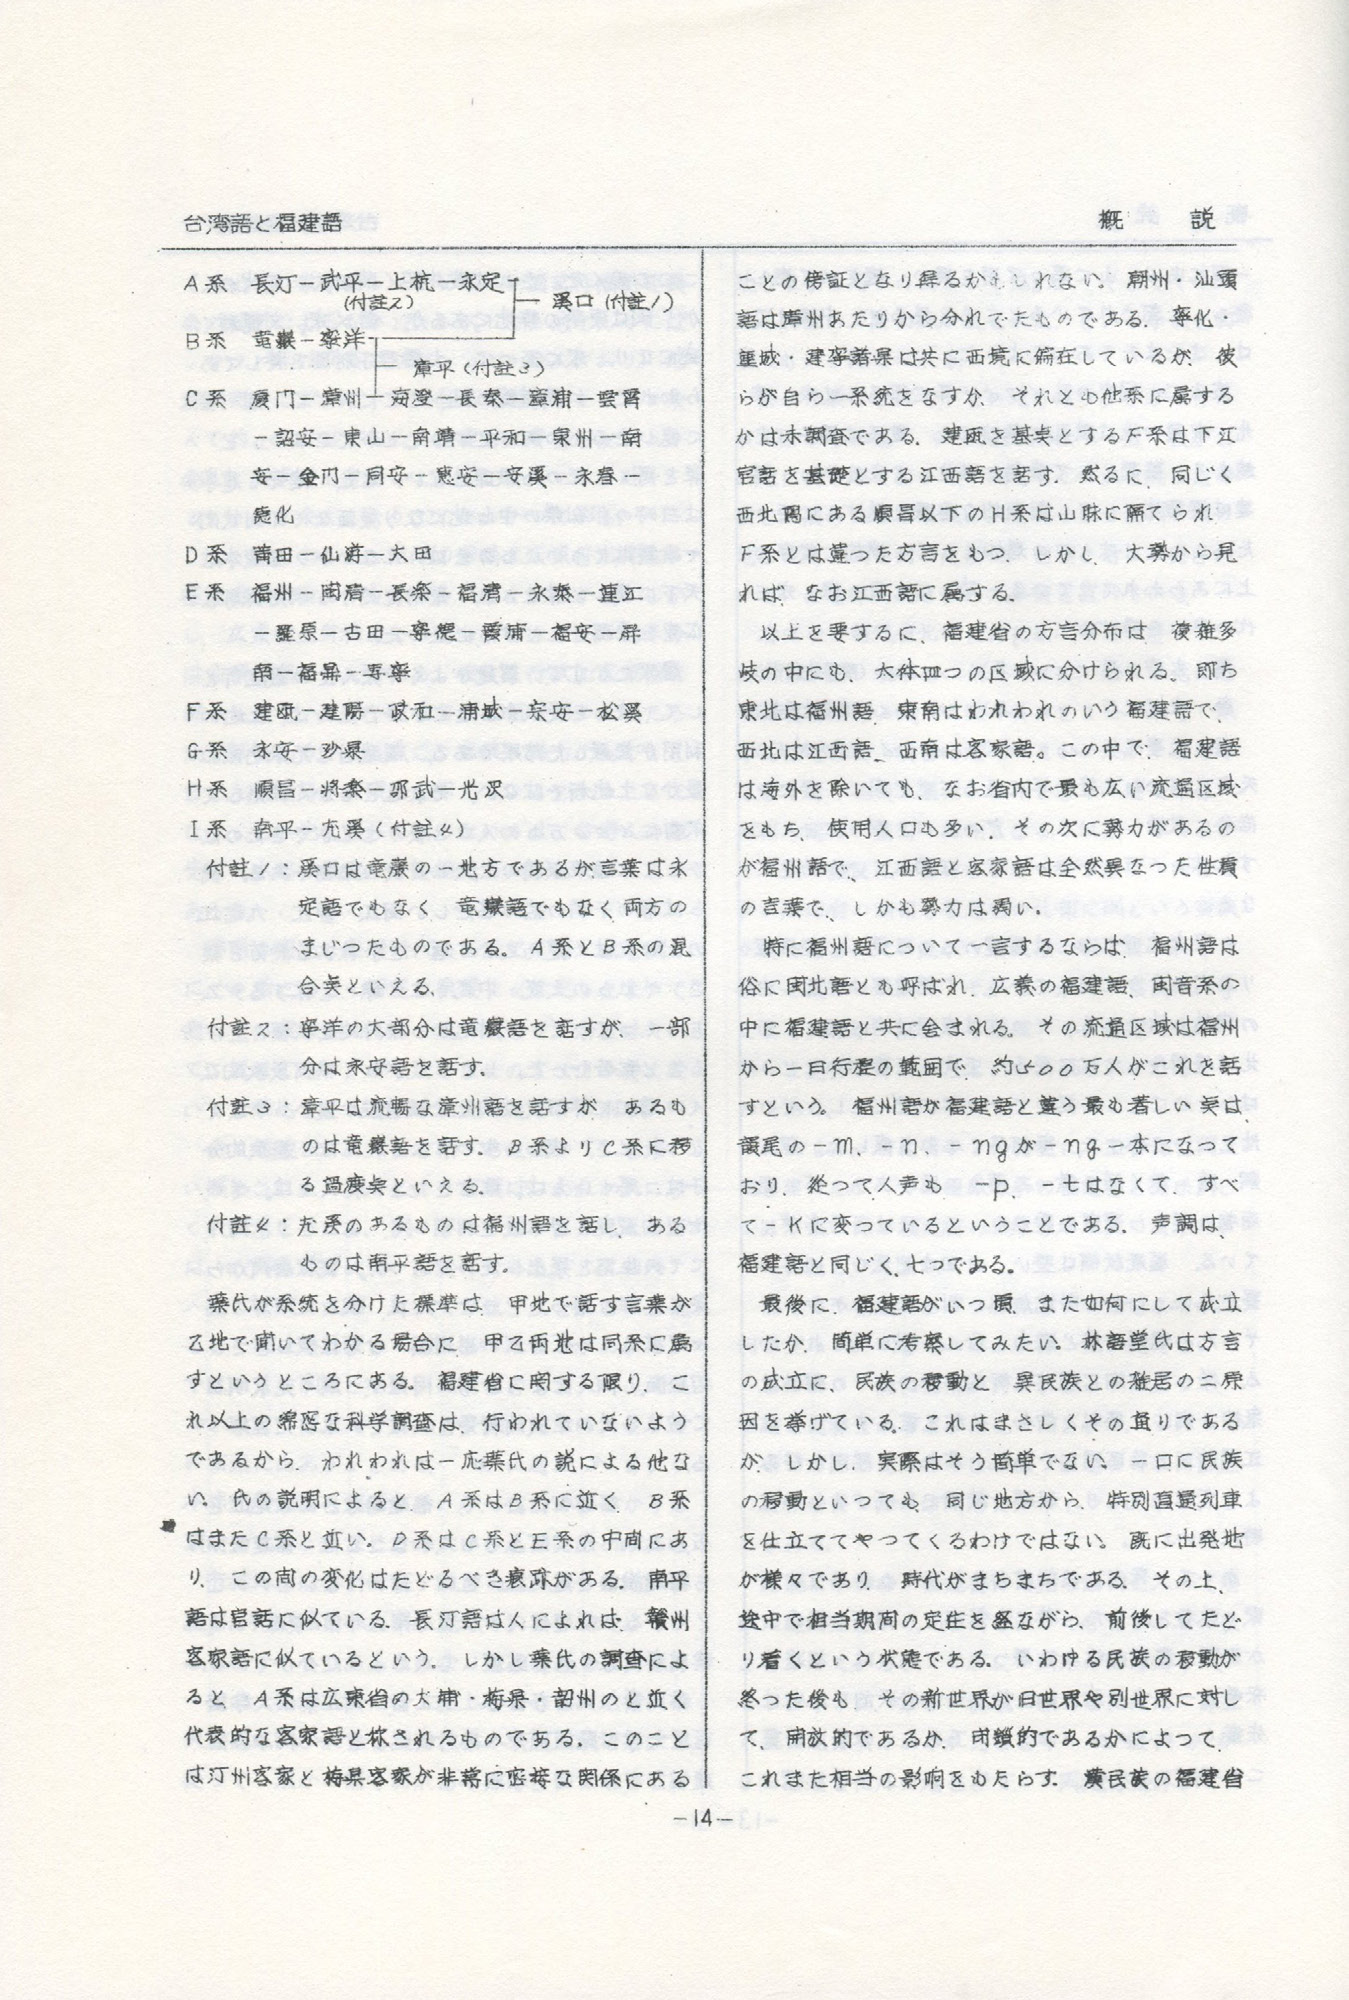 台湾語と福建語
概　説
A系　長汀－武平－上杭－永定
(付註2)
溪口(付註1)
B系　竜巖－寧洋
漳平(付註3)
C系　廈門－漳州－海澄－長泰－漳浦－雲霄
－詔安－東山－南靖－平和－泉州－南
安－金門－同安－惠安－安溪－永春－
德化
D系　莆田－仙游－大田
E系　福州－閩清－長楽－福清－永泰－連江
－羅原－古田－寧德－霞浦－福安－屏
南－福鼎－寿寧
F系　建甌－建陽－政和－浦城－崇安－松溪
G系　永安－沙県
H系　順昌－将楽－邵武－光沢
I系　南平－尤溪(付註4)
付註1：溪口は竜巖の一地方であるが言葉は永
定語でもなく、竜巖語でもなく両方の
まじったものである。A系とB系の混
合点といえる、
付註2：寧洋の大部分は竜巖語を話すが、一部
分は永安語を話す。
付註3：漳平は流暢な漳州語を話すが　あるも
のは竜巖語を話す。B系よりC系に移
る過度点といえる。
付註4：尤溪のあるものは福州語を話し、ある
ものは南平語を話す。
葉氏が系統を分けた標準は、甲地で話す言葉が
乙地で聞いてわかる場合に、甲乙両地は同系に属
すというところにある。福建省に関する限り、こ
れ以上の綿密な科学調査は、行われていないよう
であるから、われわれは一応葉氏の説による他な
い。氏の説明によると、A系はB系に近く、B系
はまたC系と近い。D系はC系とE系の中間にあ
り、この間の変化はたどるべき痕跡がある。南平
語は官話に似ている。長汀語は人によれば、贛州
客家語に似ているという。しかし葉氏の調査によ
ると、A系は広東省の大埔・梅県・韶州のと近く
代表的な客家語と称されるものである。このこと
は汀州客家と梅県客家が非常に密接な関係にある
ことの傍証となり得るかもしれない。潮州・汕頭
語は漳州あたりから分れでたものである。寧化・
連城・建寧諸県は共に西境に偏在しているが、彼
らが自ら一系統をなすか、それとも他系に属する
かは未調査である。建甌を基点とするF系は下江
官話を基礎とする江西語を話す。然るに、同じく
西北隅にある順昌以下のH系は山脉に隔てられ、
F系とは違った方言をもつ。しかし、大勢から見
れば、なお江西語に属する。
以上を要するに、福建省の方言分布は　複雑多
岐の中にも、大体四つの区域に分けられる。即ち
東北は福州語、東南はわれわれのいう福建語で、
西北は江西語、西南は客家語。この中で、福建語
は海外を除いても、なお省内で最も広い流通区域
をもち、使用人口も多い。その次に勢力があるの
が福州語で、江西語と客家語は全然異なった性質
の言葉で、しかも勢力は弱い。
特に福州語について一言するならば、福州語は
俗に閩北語とも呼ばれ、広義の福建語、閩音系の
中に福建語と共に含まれる。その流通区域は福州
から一日行程の範囲で、約500万人がこれを話
すという。福州語が福建語と違う最も著しい点は
韻尾の－m、－n、－ngが－ng一本になって
おり、従つて人声も　－p、－tはなくて、すべ
て－kに変っているということである。声調は、
福建語と同じく、七つである。
最後に、福建語がいつ頃、また如何にして成立
したか、簡単に考察してみたい。林語堂氏は方言
の成立に、民族の移動と、異民族との雑居の二原
因を挙げている。これはまさしくその通りである
が、しかし、実際はそう簡単でない。一口に民族
の移動といっても、同じ地方から、特別直通列車
を仕立ててやってくるわけではない。既に出発地
が様々であり、時代がまちまちである。その上、
途中で相当期間の定住を経ながら、前後してたど
り着くという状態である。いわゆる民族の移動が
終った後も、その新世界が旧世界や別世界に対し
て、開放的であるか、閉鎖的であるかによって、
これまた相当の影響をもたらす。漢民族の福建省
－14－